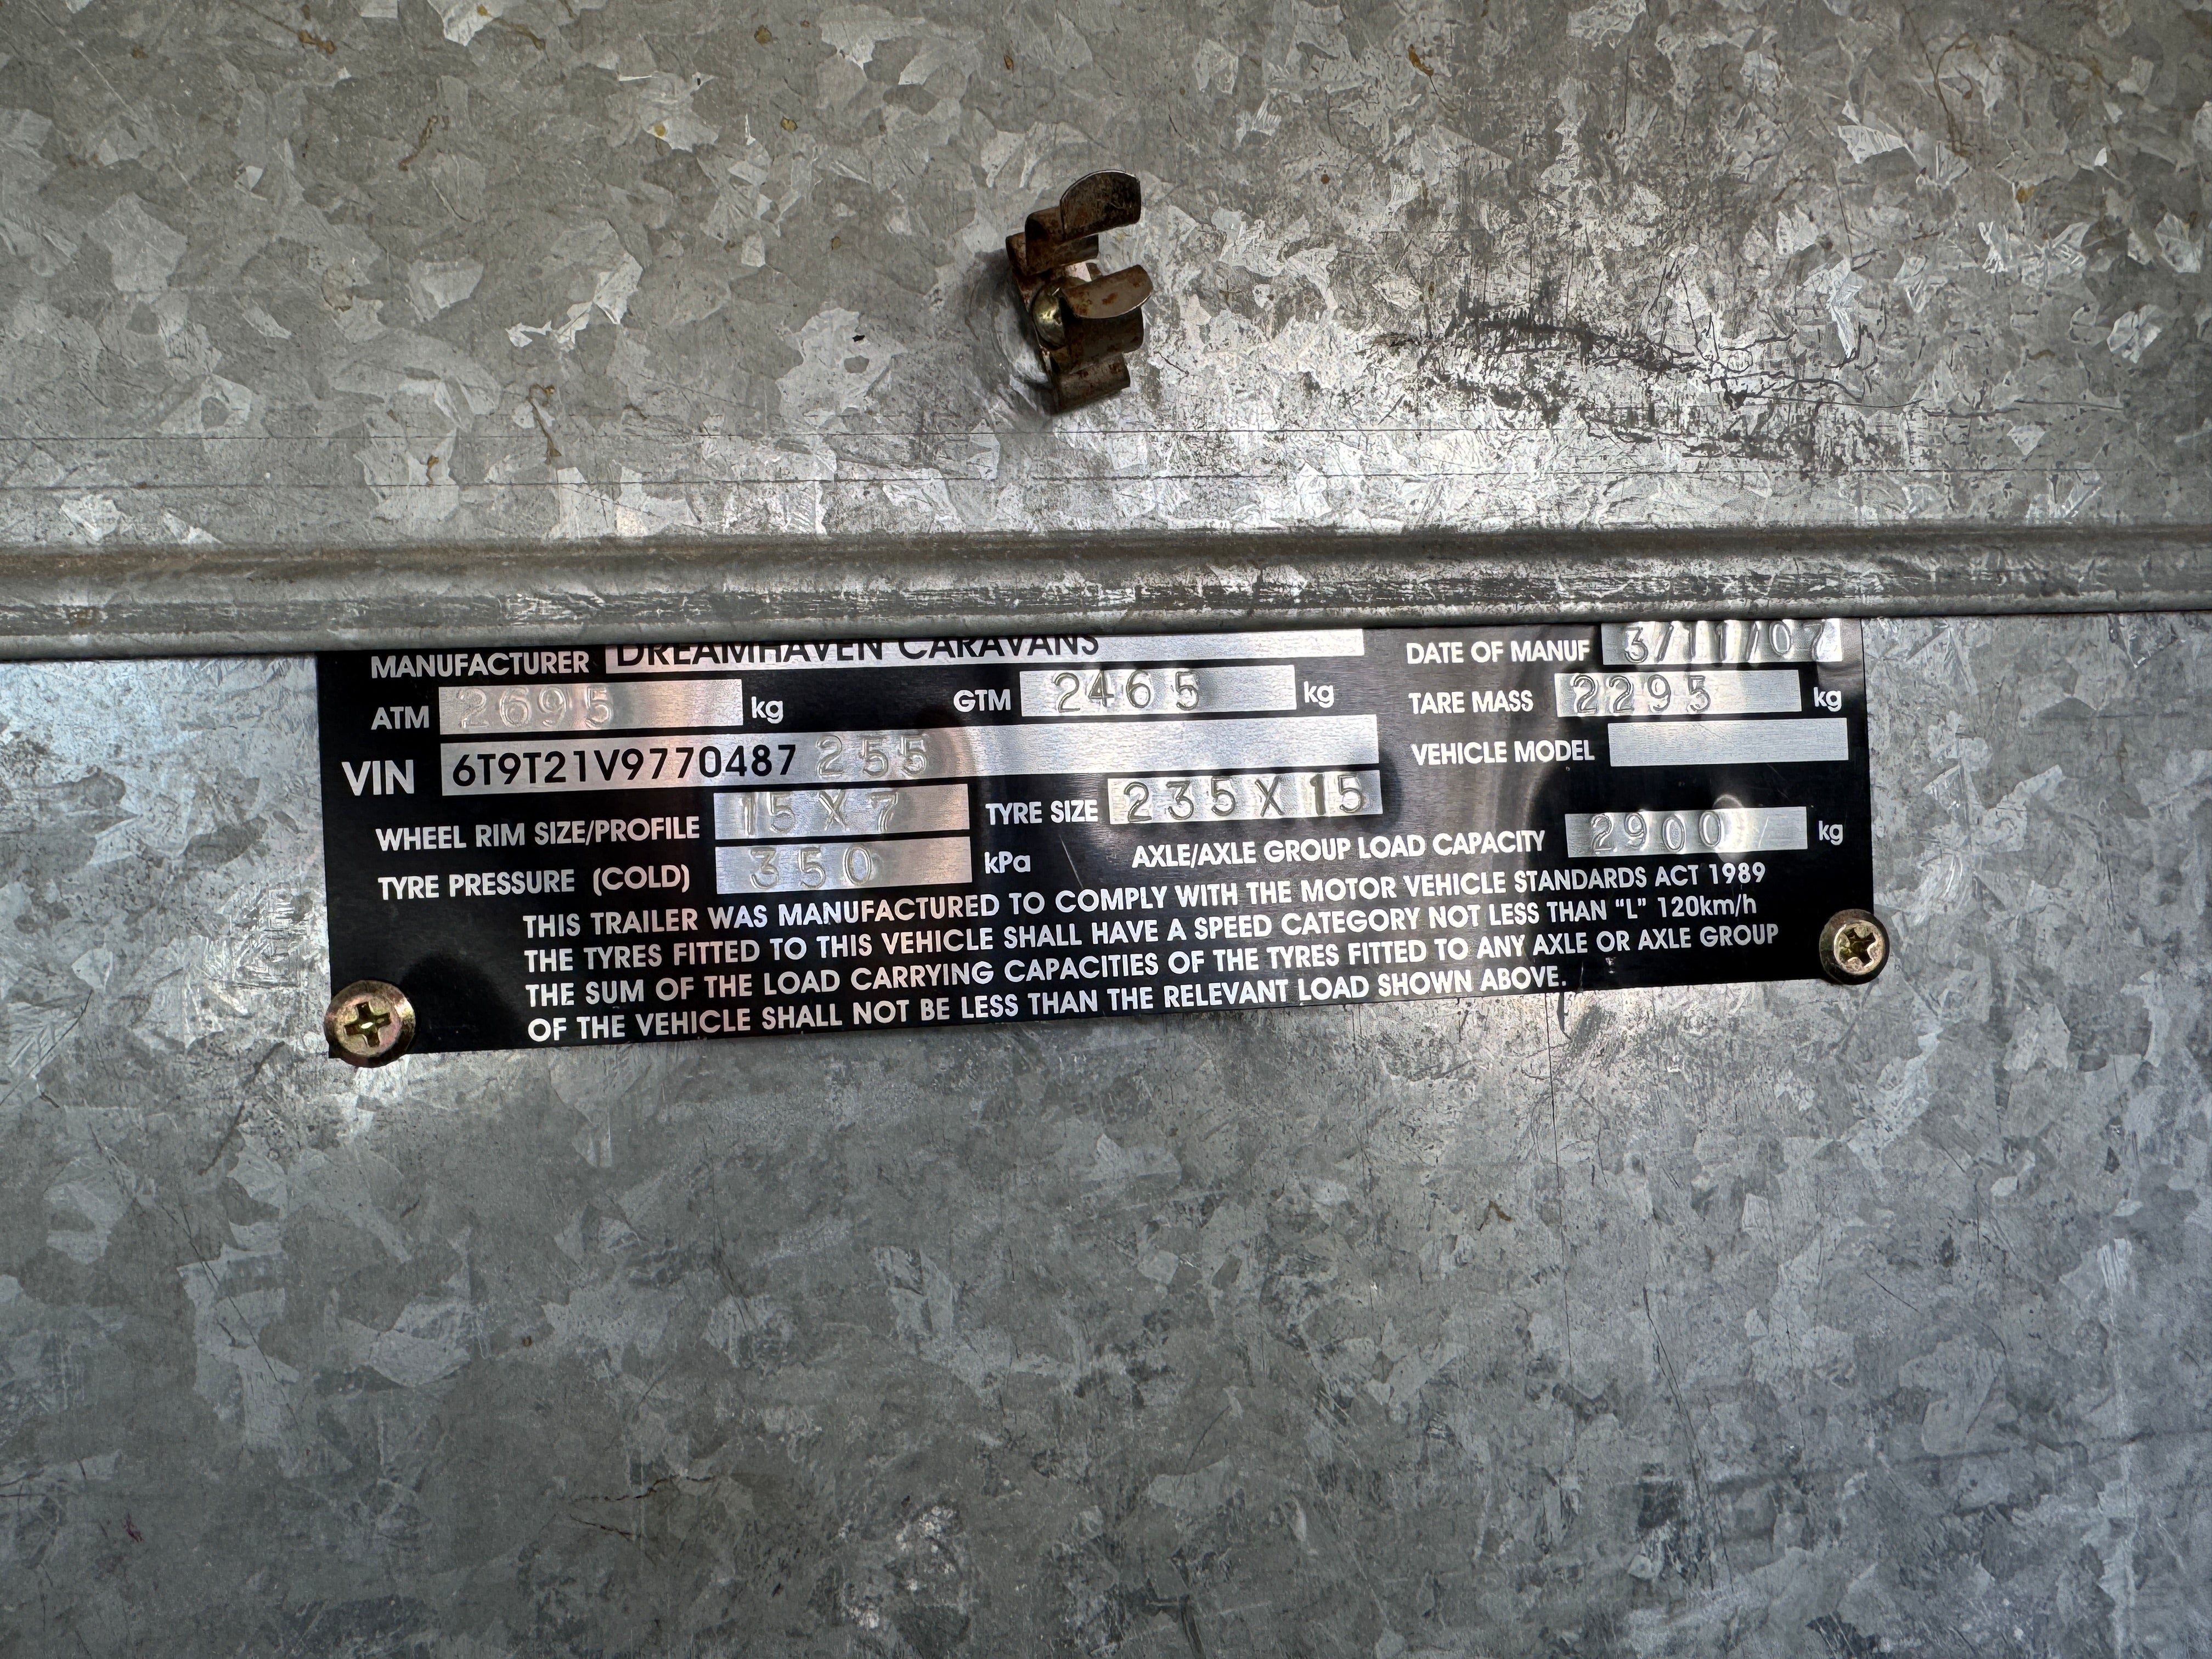 MANUFACTURER DREAMHAVEN CARAVANS DATE OF MANUF 3/11/07
ATM 2695 kg GTM 2465 kg TARE MASS 2295 kg
VIN 6T9T21V9770487255 VEHICLE MODEL
WHEEL RIM SIZE/PROFILE 15X7 TYRE SIZE 235X15
TYRE PRESSURE (COLD) 350 kPa AXLE/AXLE GROUP LOAD CAPACITY 2900 kg
THIS TRAILER WAS MANUFACTURED TO COMPLY WITH THE MOTOR VEHICLE STANDARDS ACT 1989
THE TYRES FITTED TO THIS VEHICLE SHALL HAVE A SPEED CATEGORY NOT LESS THAN "L" 120km/h
THE SUM OF THE LOAD CARRYING CAPACITIES OF THE TYRES FITTED TO ANY AXLE OR AXLE GROUP
OF THE VEHICLE SHALL NOT BE LESS THAN THE RELEVANT LOAD SHOWN ABOVE.